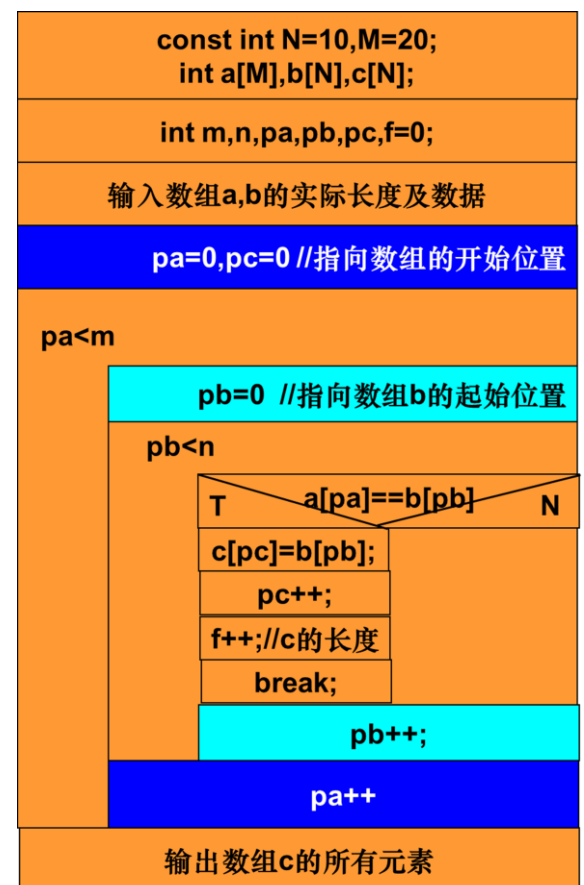 const int N=10,M=20;
int a[M],b[N],c[N];
int m,n,pa,pb,pc,f=0;
输入数组a,b的实际长度及数据
pa=0,pc=0 //指向数组的开始位置
pa<m
pb=0 //指向数组b的起始位置
pb<n
T a[pa]==b[pb] N
c[pc]=b[pb];
pc++;
f++;//c的长度
break;
pb++;
pa++
输出数组c的所有元素